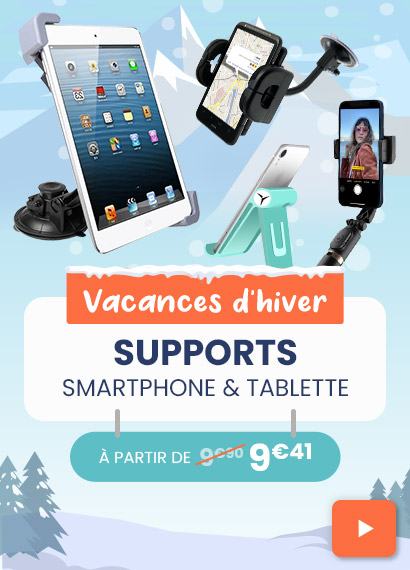 Vacances d'hiver
SUPPORTS
SMARTPHONE & TABLETTE
À PARTIR DE 9€90 9€41